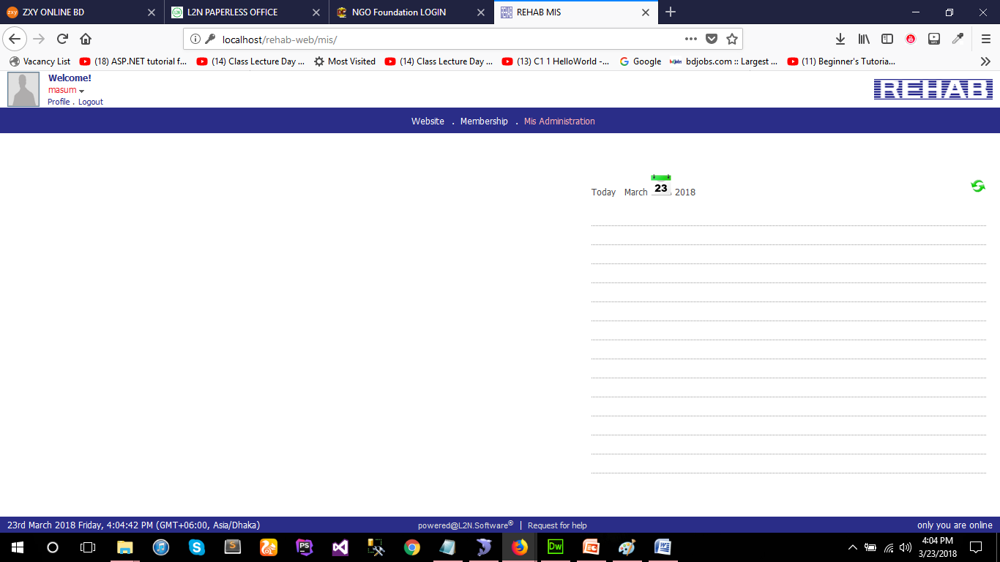 ZXY ONLINE BD
L2N PAPERLESS OFFICE
NGO Foundation LOGIN
REHAB MIS
localhost/rehab-web/mis/
Vacancy List (18) ASP.NET tutorial f... (14) Class Lecture Day ... Most Visited (14) Class Lecture Day ... (13) C1 1 HelloWorld -... Google bdjobs.com :: Largest ... (11) Beginner's Tutoria...
Welcome!
masum
Profile . Logout
REHAB
Website . Membership . Mis Administration
Today March 23 2018
23rd March 2018 Friday, 4:04:42 PM (GMT+06:00, Asia/Dhaka) powered@L2N.Software® | Request for help only you are online
4:04 PM
3/23/2018